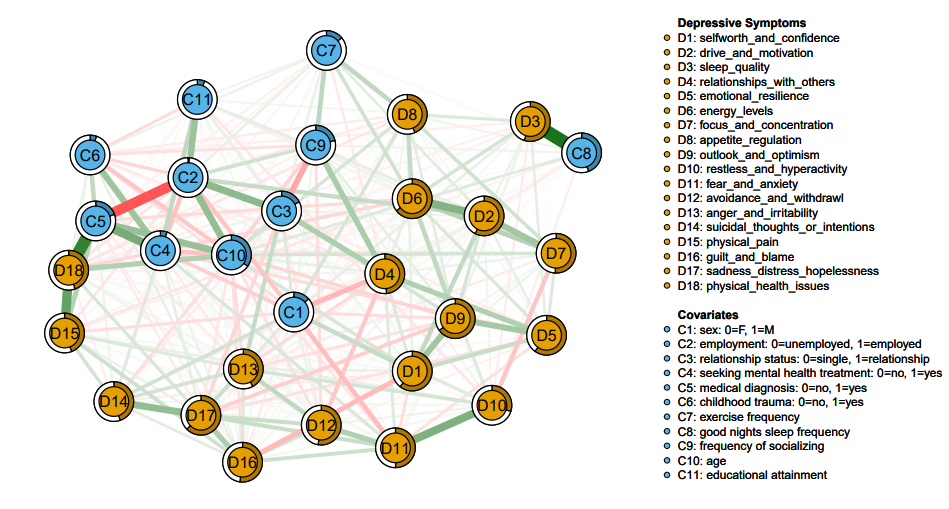 C7
C11
D8
D3
C6
C9
C8
C2
C5
C3
D6
D2
C4
C10
D7
D18
D4
C1
D9
D15
D5
D13
D1
D14
D17
D12
D10
D16
D11
Depressive Symptoms
D1: selfworth_and_confidence
D2: drive_and_motivation
D3: sleep_quality
D4: relationships_with_others
D5: emotional_resilience
D6: energy_levels
D7: focus_and_concentration
D8: appetite_regulation
D9: outlook_and_optimism
D10: restless_and_hyperactivity
D11: fear_and_anxiety
D12: avoidance_and_withdrawl
D13: anger_and_irritability
D14: suicidal_thoughts_or_intentions
D15: physical_pain
D16: guilt_and_blame
D17: sadness_distress_hopelessness
D18: physical_health_issues
Covariates
C1: sex: 0=F, 1=M
C2: employment: 0=unemployed, 1=employed
C3: relationship status: 0=single, 1=relationship
C4: seeking mental health treatment: 0=no, 1=yes
C5: medical diagnosis: 0=no, 1=yes
C6: childhood trauma: 0=no, 1=yes
C7: exercise frequency
C8: good nights sleep frequency
C9: frequency of socializing
C10: age
C11: educational attainment